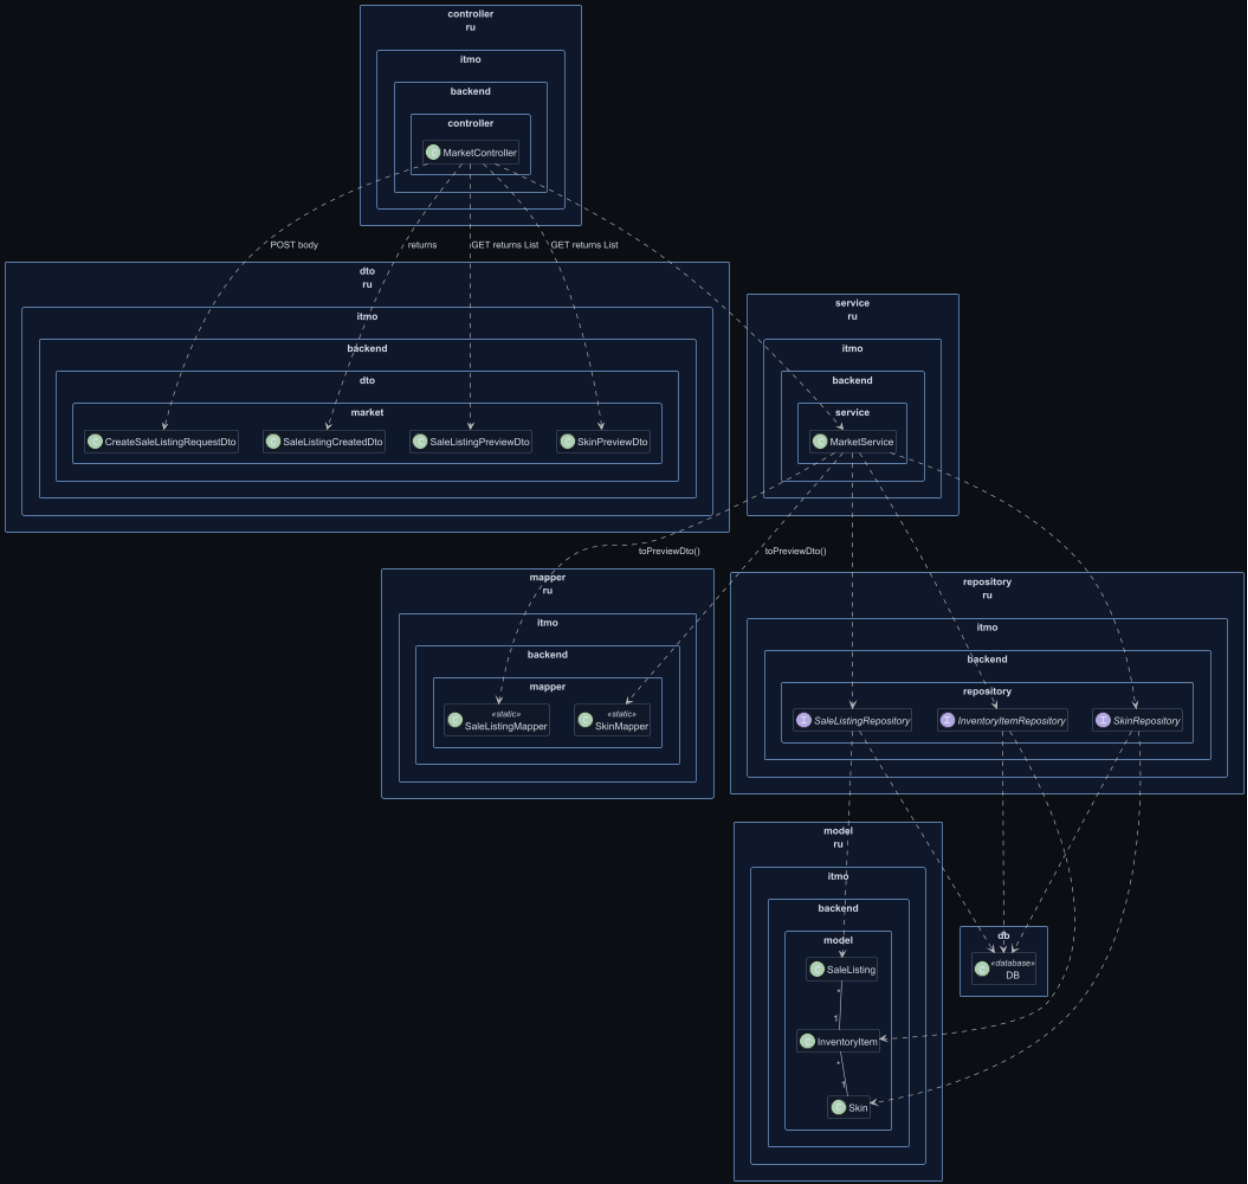 controller
ru
itmo
backend
controller
C MarketController
POST body
returns
GET returns List
GET returns List
dto
ru
itmo
backend
dto
market
C CreateSaleListingRequestDto
C SaleListingCreatedDto
C SaleListingPreviewDto
C SkinPreviewDto
service
ru
itmo
backend
service
C MarketService
toPreviewDto()
toPreviewDto()
mapper
ru
itmo
backend
mapper
C «static»
SaleListingMapper
C «static»
SkinMapper
repository
ru
itmo
backend
repository
I SaleListingRepository
I InventoryItemRepository
I SkinRepository
model
ru
itmo
backend
model
C SaleListing
*
1
C InventoryItem
*
1
C Skin
db
C «database»
DB